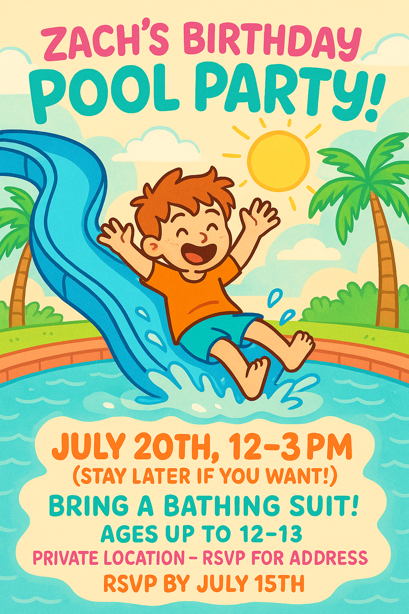 ZACH'S BIRTHDAY
POOL PARTY!
JULY 20TH, 12–3 PM
(STAY LATER IF YOU WANT!)
BRING A BATHING SUIT!
AGES UP TO 12–13
PRIVATE LOCATION – RSVP FOR ADDRESS
RSVP BY JULY 15TH